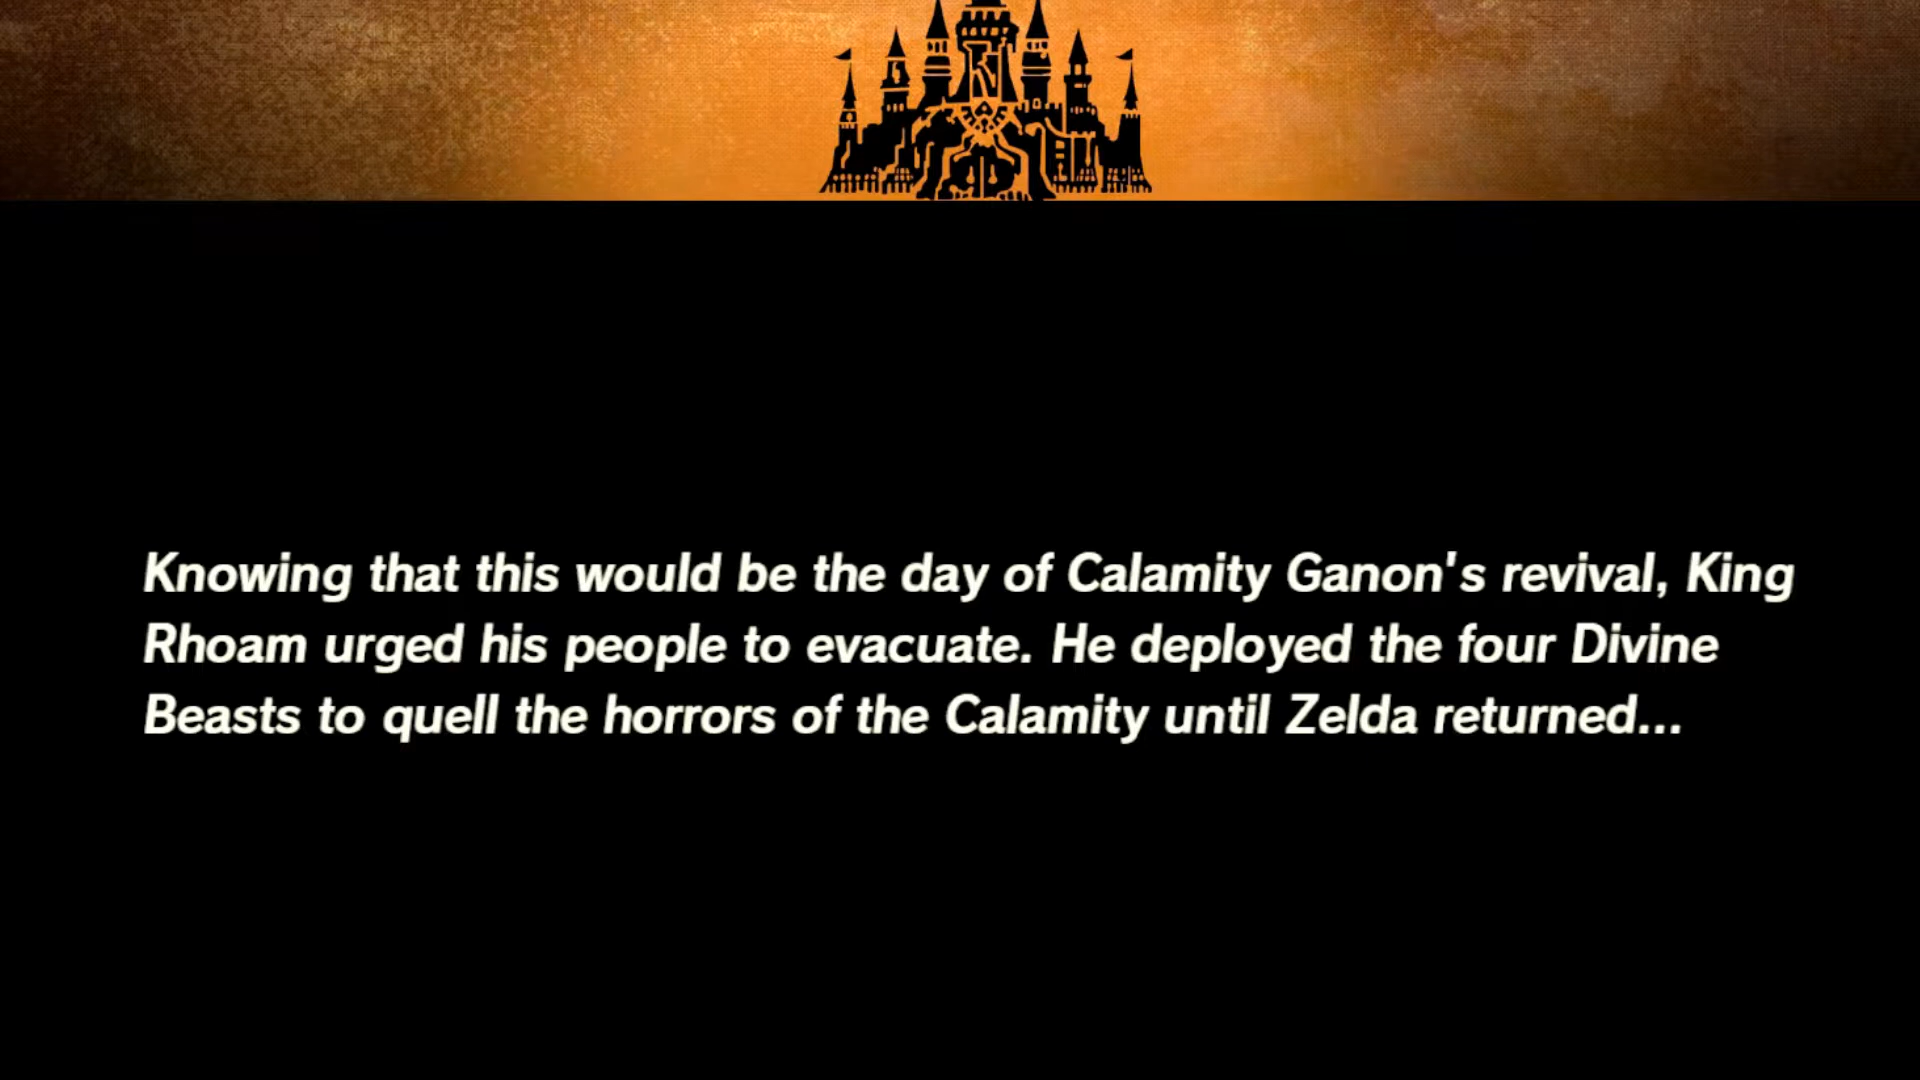 Knowing that this would be the day of Calamity Ganon's revival, King
Rhoam urged his people to evacuate. He deployed the four Divine
Beasts to quell the horrors of the Calamity until Zelda returned...